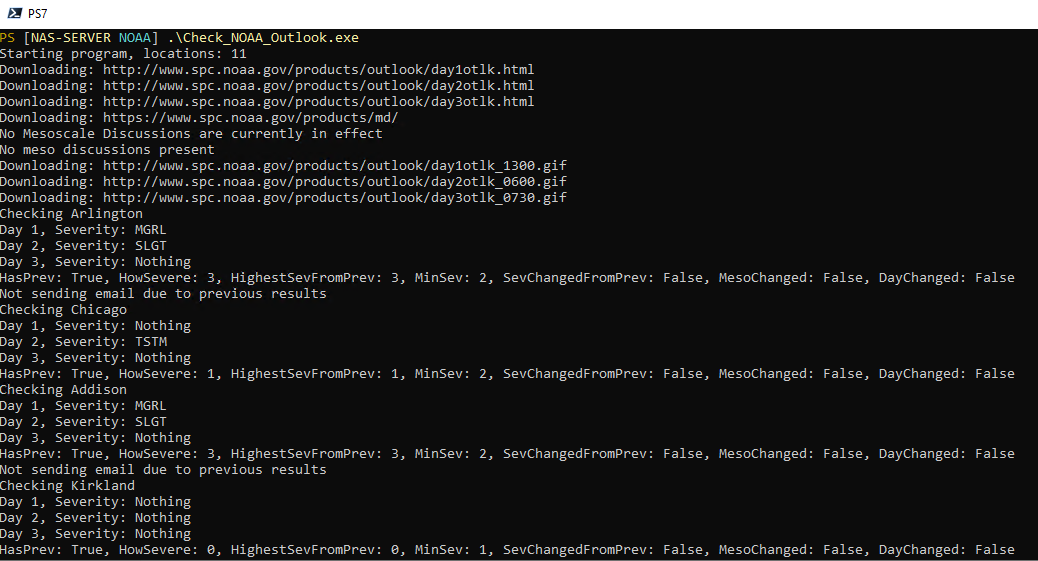 PS7
PS [NAS-SERVER NOAA] .\Check_NOAA_Outlook.exe
Starting program, locations: 11
Downloading: http://www.spc.noaa.gov/products/outlook/day1otlk.html
Downloading: http://www.spc.noaa.gov/products/outlook/day2otlk.html
Downloading: http://www.spc.noaa.gov/products/outlook/day3otlk.html
Downloading: https://www.spc.noaa.gov/products/md/
No Mesoscale Discussions are currently in effect
No meso discussions present
Downloading: http://www.spc.noaa.gov/products/outlook/day1otlk_1300.gif
Downloading: http://www.spc.noaa.gov/products/outlook/day2otlk_0600.gif
Downloading: http://www.spc.noaa.gov/products/outlook/day3otlk_0730.gif
Checking Arlington
Day 1, Severity: MGRL
Day 2, Severity: SLGT
Day 3, Severity: Nothing
HasPrev: True, HowSevere: 3, HighestSevFromPrev: 3, MinSev: 2, SevChangedFromPrev: False, MesoChanged: False, DayChanged: False
Not sending email due to previous results
Checking Chicago
Day 1, Severity: Nothing
Day 2, Severity: TSTM
Day 3, Severity: Nothing
HasPrev: True, HowSevere: 1, HighestSevFromPrev: 1, MinSev: 2, SevChangedFromPrev: False, MesoChanged: False, DayChanged: False
Checking Addison
Day 1, Severity: MGRL
Day 2, Severity: SLGT
Day 3, Severity: Nothing
HasPrev: True, HowSevere: 3, HighestSevFromPrev: 3, MinSev: 2, SevChangedFromPrev: False, MesoChanged: False, DayChanged: False
Not sending email due to previous results
Checking Kirkland
Day 1, Severity: Nothing
Day 2, Severity: Nothing
Day 3, Severity: Nothing
HasPrev: True, HowSevere: 0, HighestSevFromPrev: 0, MinSev: 1, SevChangedFromPrev: False, MesoChanged: False, DayChanged: False